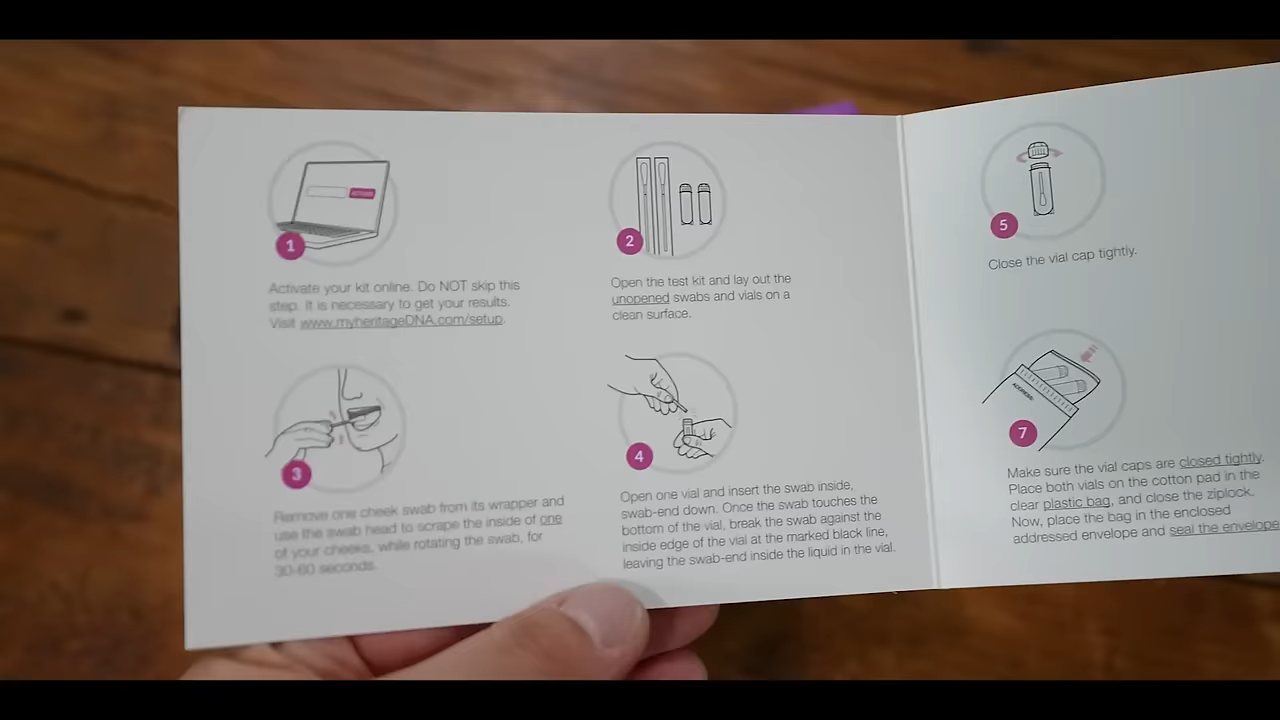 ACTIVATE
1
Activate your kit online. Do NOT skip this
step. It is necessary to get your results.
Visit www.myheritageDNA.com/setup.
2
Open the test kit and lay out the
unopened swabs and vials on a
clean surface.
3
Remove one cheek swab from its wrapper and
use the swab head to scrape the inside of one
of your cheeks, while rotating the swab, for
30-60 seconds.
4
Open one vial and insert the swab inside,
swab-end down. Once the swab touches the
bottom of the vial, break the swab against the
inside edge of the vial at the marked black line,
leaving the swab-end inside the liquid in the vial.
5
Close the vial cap tightly.
ADDRESS:
7
Make sure the vial caps are closed tightly.
Place both vials on the cotton pad in the
clear plastic bag, and close the ziplock.
Now, place the bag in the enclosed
addressed envelope and seal the envelope